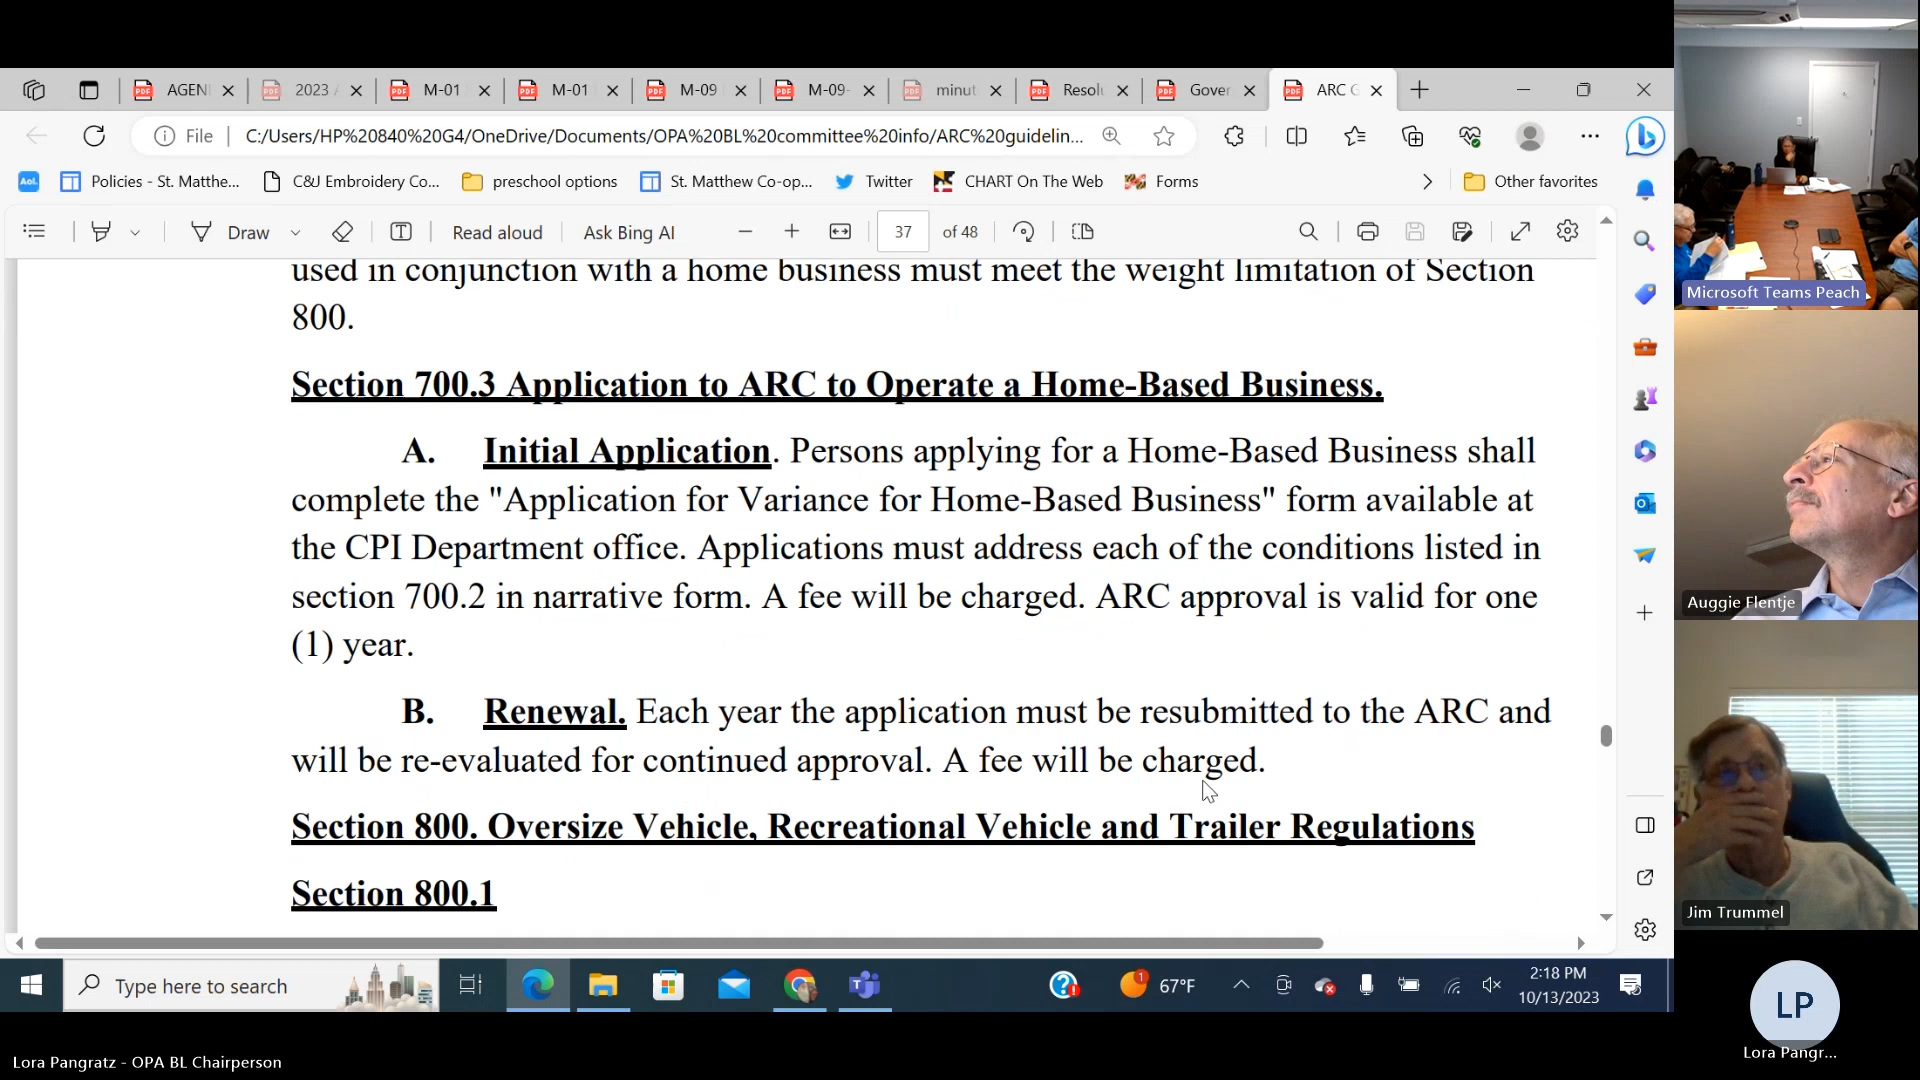 AGEN
2023
M-01
M-01
M-09
M-09-
minut
Resolu
Gover
ARC G
File
C:/Users/HP%20840%20G4/OneDrive/Documents/OPA%20BL%20committee%20info/ARC%20guidelin...
Aol.
Policies - St. Matthe...
C&J Embroidery Co...
preschool options
St. Matthew Co-op...
Twitter
CHART On The Web
Forms
Other favorites
Draw
Read aloud
Ask Bing AI
37
of 48
used in conjunction with a home business must meet the weight limitation of Section
800.
Section 700.3 Application to ARC to Operate a Home-Based Business.
A. Initial Application. Persons applying for a Home-Based Business shall
complete the "Application for Variance for Home-Based Business" form available at
the CPI Department office. Applications must address each of the conditions listed in
section 700.2 in narrative form. A fee will be charged. ARC approval is valid for one
(1) year.
B. Renewal. Each year the application must be resubmitted to the ARC and
will be re-evaluated for continued approval. A fee will be charged.
Section 800. Oversize Vehicle, Recreational Vehicle and Trailer Regulations
Section 800.1
Type here to search
1
67°F
2:18 PM
10/13/2023
Microsoft Teams Peach
Auggie Flentje
Jim Trummel
LP
Lora Pangr...
Lora Pangratz - OPA BL Chairperson